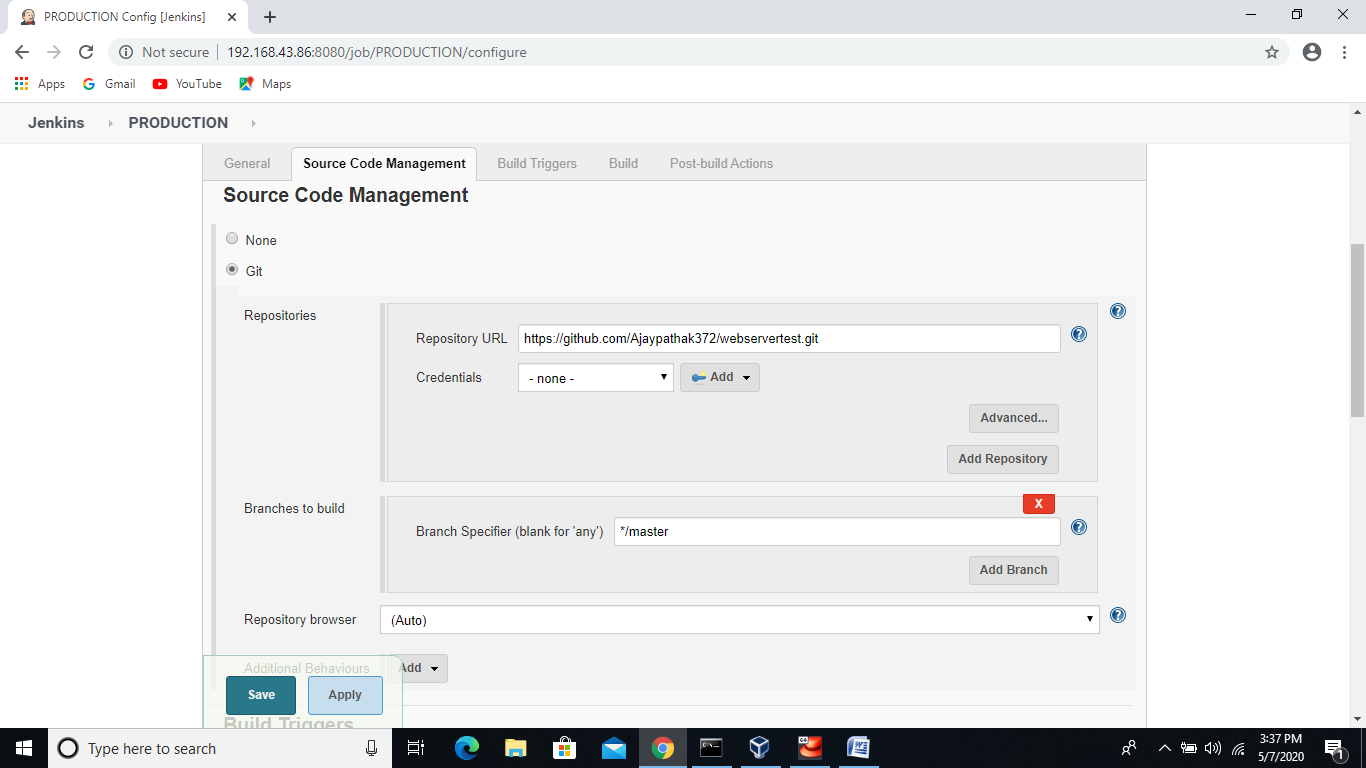 PRODUCTION Config [Jenkins]
Not secure | 192.168.43.86:8080/job/PRODUCTION/configure
Apps Gmail YouTube Maps
Jenkins PRODUCTION
General Source Code Management Build Triggers Build Post-build Actions
Source Code Management
None
Git
Repositories
Repository URL https://github.com/Ajaypathak372/webservertest.git
Credentials - none - Add
Advanced...
Add Repository
Branches to build
X
Branch Specifier (blank for 'any') */master
Add Branch
Repository browser (Auto)
Additional Behaviours Add
Save Apply
Build Triggers
Type here to search
64
3:37 PM
5/7/2020
1